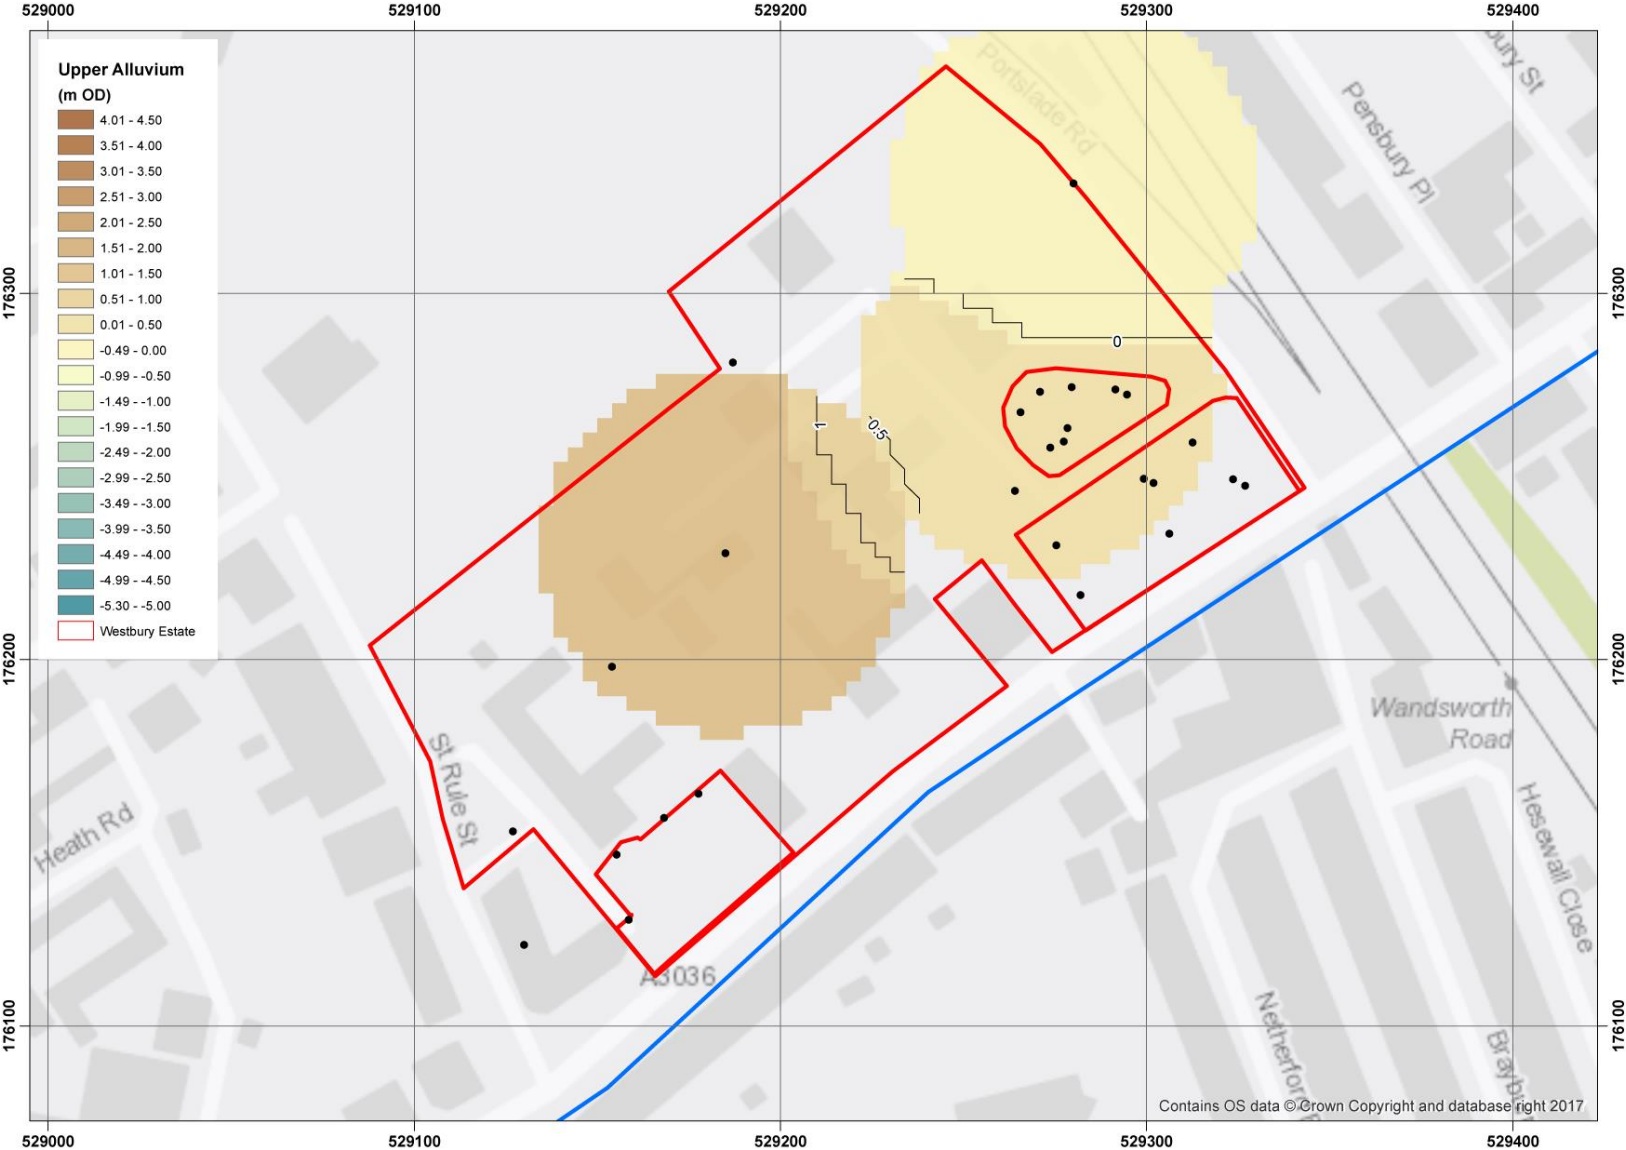 529000
529100
529200
529300
529400
Upper Alluvium
(m OD)
4.01 - 4.50
3.51 - 4.00
3.01 - 3.50
2.51 - 3.00
2.01 - 2.50
1.51 - 2.00
1.01 - 1.50
0.51 - 1.00
0.01 - 0.50
-0.49 - 0.00
-0.99 - -0.50
-1.49 - -1.00
-1.99 - -1.50
-2.49 - -2.00
-2.99 - -2.50
-3.49 - -3.00
-3.99 - -3.50
-4.49 - -4.00
-4.99 - -4.50
-5.30 - -5.00
Westbury Estate
Portslade Rd
bury St
Pensbury Pl
176300
176300
0
1
0.5
176200
176200
Wandsworth
Road
St Rule St
Heath Rd
Hesewall Close
A3036
176100
176100
Netherford R
Braybur
Contains OS data © Crown Copyright and database right 2017
529000
529100
529200
529300
529400